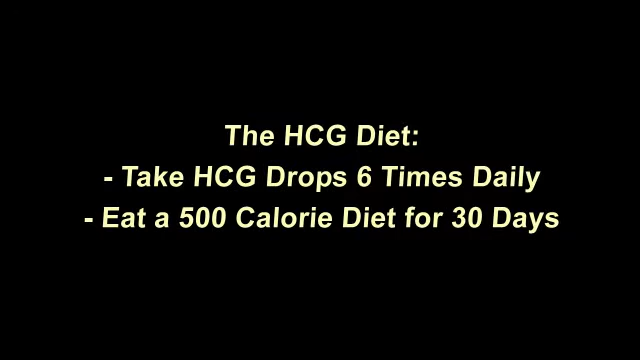 The HCG Diet:
- Take HCG Drops 6 Times Daily
- Eat a 500 Calorie Diet for 30 Days